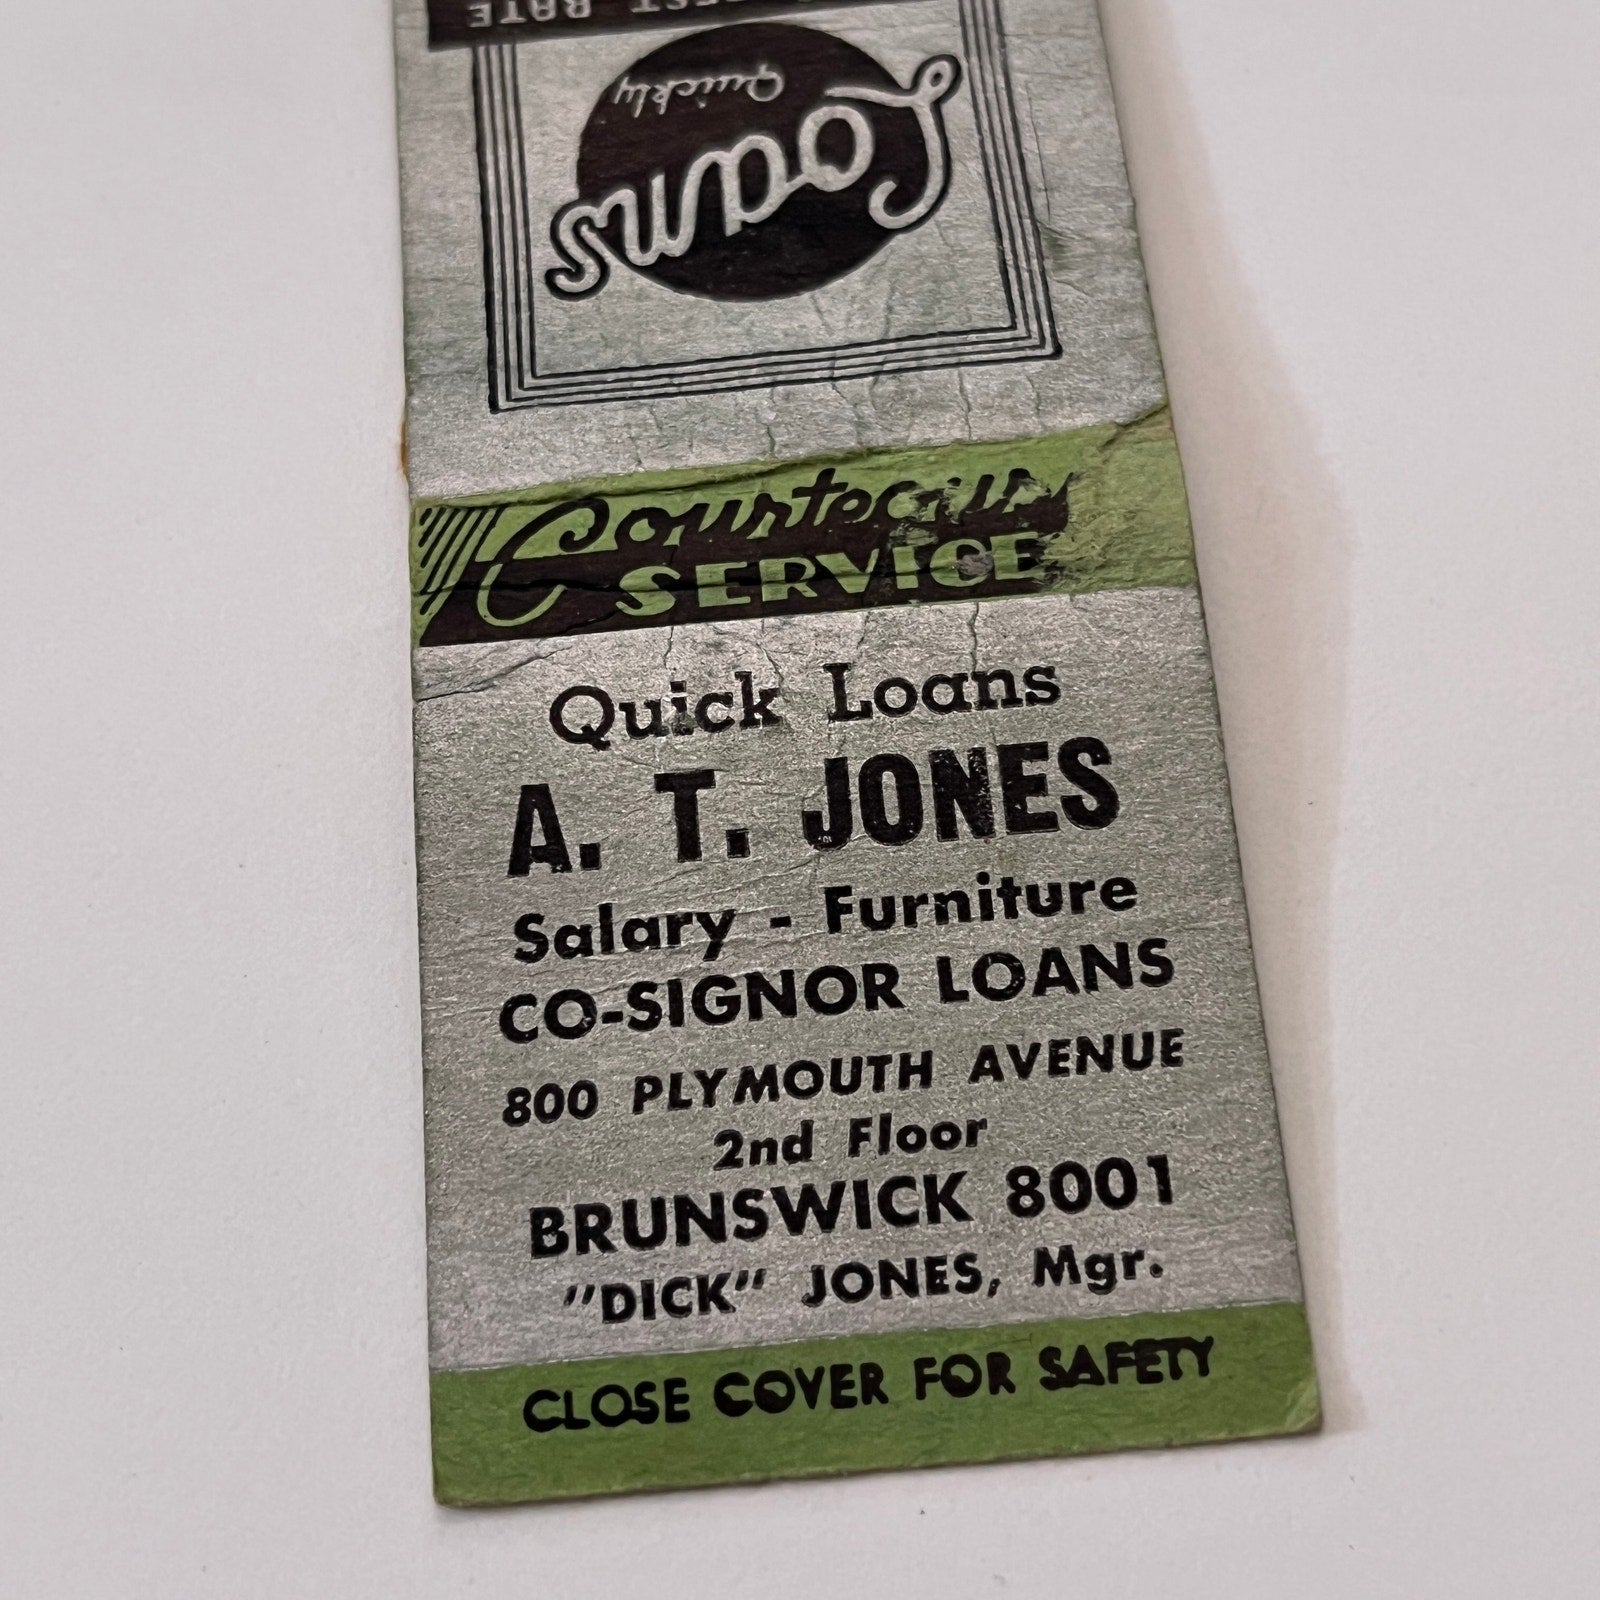 RATE
Quickly
Loans
Courteous
SERVICE
Quick Loans
A. T. JONES
Salary - Furniture
CO-SIGNOR LOANS
800 PLYMOUTH AVENUE
2nd Floor
BRUNSWICK 8001
"DICK" JONES, Mgr.
CLOSE COVER FOR SAFETY